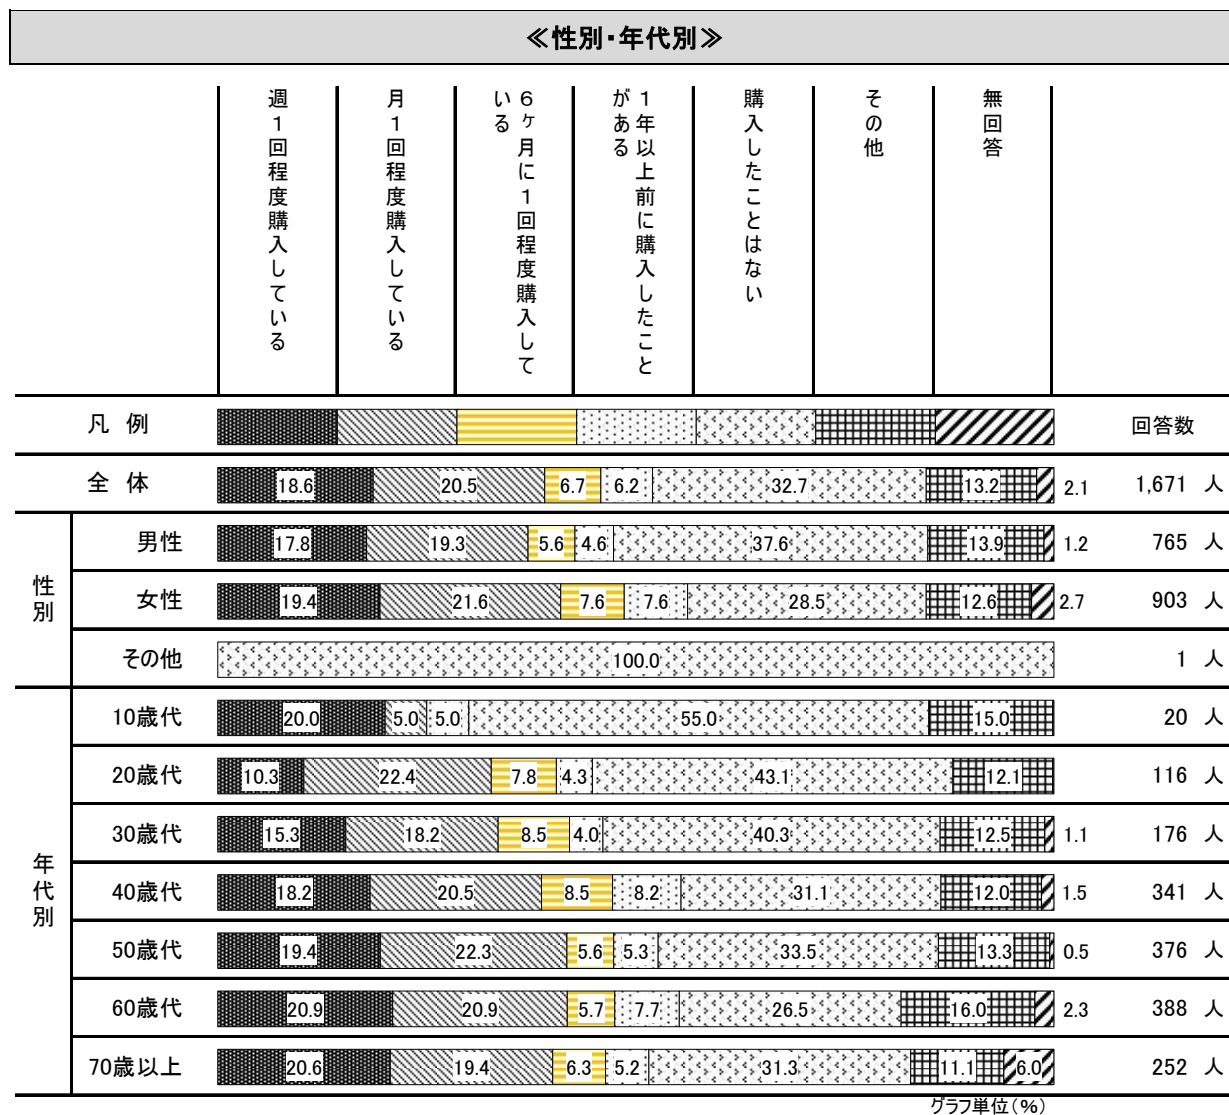 ≪性別・年代別≫
週1回程度購入している
月1回程度購入している
6ヶ月に1回程度購入して
いる
1年以上前に購入したこと
がある
購入したことはない
その他
無回答
凡 例 回答数
全 体 18.6 20.5 6.7 6.2 32.7 13.2 2.1 1,671 人
性別
男性 17.8 19.3 5.6 4.6 37.6 13.9 1.2 765 人
女性 19.4 21.6 7.6 7.6 28.5 12.6 2.7 903 人
その他 100.0 1 人
年代別
10歳代 20.0 5.0 5.0 55.0 15.0 20 人
20歳代 10.3 22.4 7.8 4.3 43.1 12.1 116 人
30歳代 15.3 18.2 8.5 4.0 40.3 12.5 1.1 176 人
40歳代 18.2 20.5 8.5 8.2 31.1 12.0 1.5 341 人
50歳代 19.4 22.3 5.6 5.3 33.5 13.3 0.5 376 人
60歳代 20.9 20.9 5.7 7.7 26.5 16.0 2.3 388 人
70歳以上 20.6 19.4 6.3 5.2 31.3 11.1 6.0 252 人
グラフ単位(%)